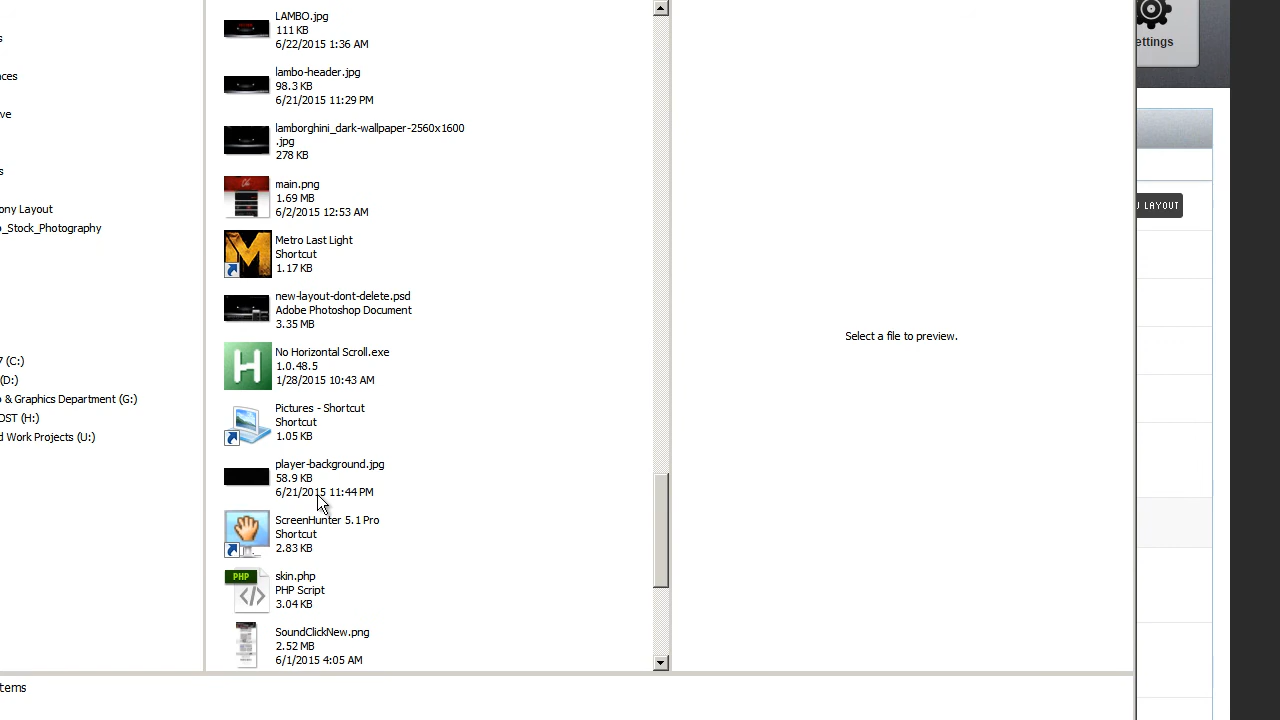 LAMBO.jpg
111 KB
6/22/2015 1:36 AM
lambo-header.jpg
98.3 KB
6/21/2015 11:29 PM
lamborghini_dark-wallpaper-2560x1600
.jpg
278 KB
main.png
1.69 MB
6/2/2015 12:53 AM
Metro Last Light
Shortcut
1.17 KB
new-layout-dont-delete.psd
Adobe Photoshop Document
3.35 MB
No Horizontal Scroll.exe
1.0.48.5
1/28/2015 10:43 AM
Pictures - Shortcut
Shortcut
1.05 KB
player-background.jpg
58.9 KB
6/21/2015 11:44 PM
ScreenHunter 5.1 Pro
Shortcut
2.83 KB
PHP
skin.php
PHP Script
3.04 KB
SoundClickNew.png
2.52 MB
6/1/2015 4:05 AM
s
ces
ve
s
ony Layout
o_Stock_Photography
7 (C:)
(D:)
o & Graphics Department (G:)
OST (H:)
d Work Projects (U:)
tems
Select a file to preview.
ettings
U LAYOUT